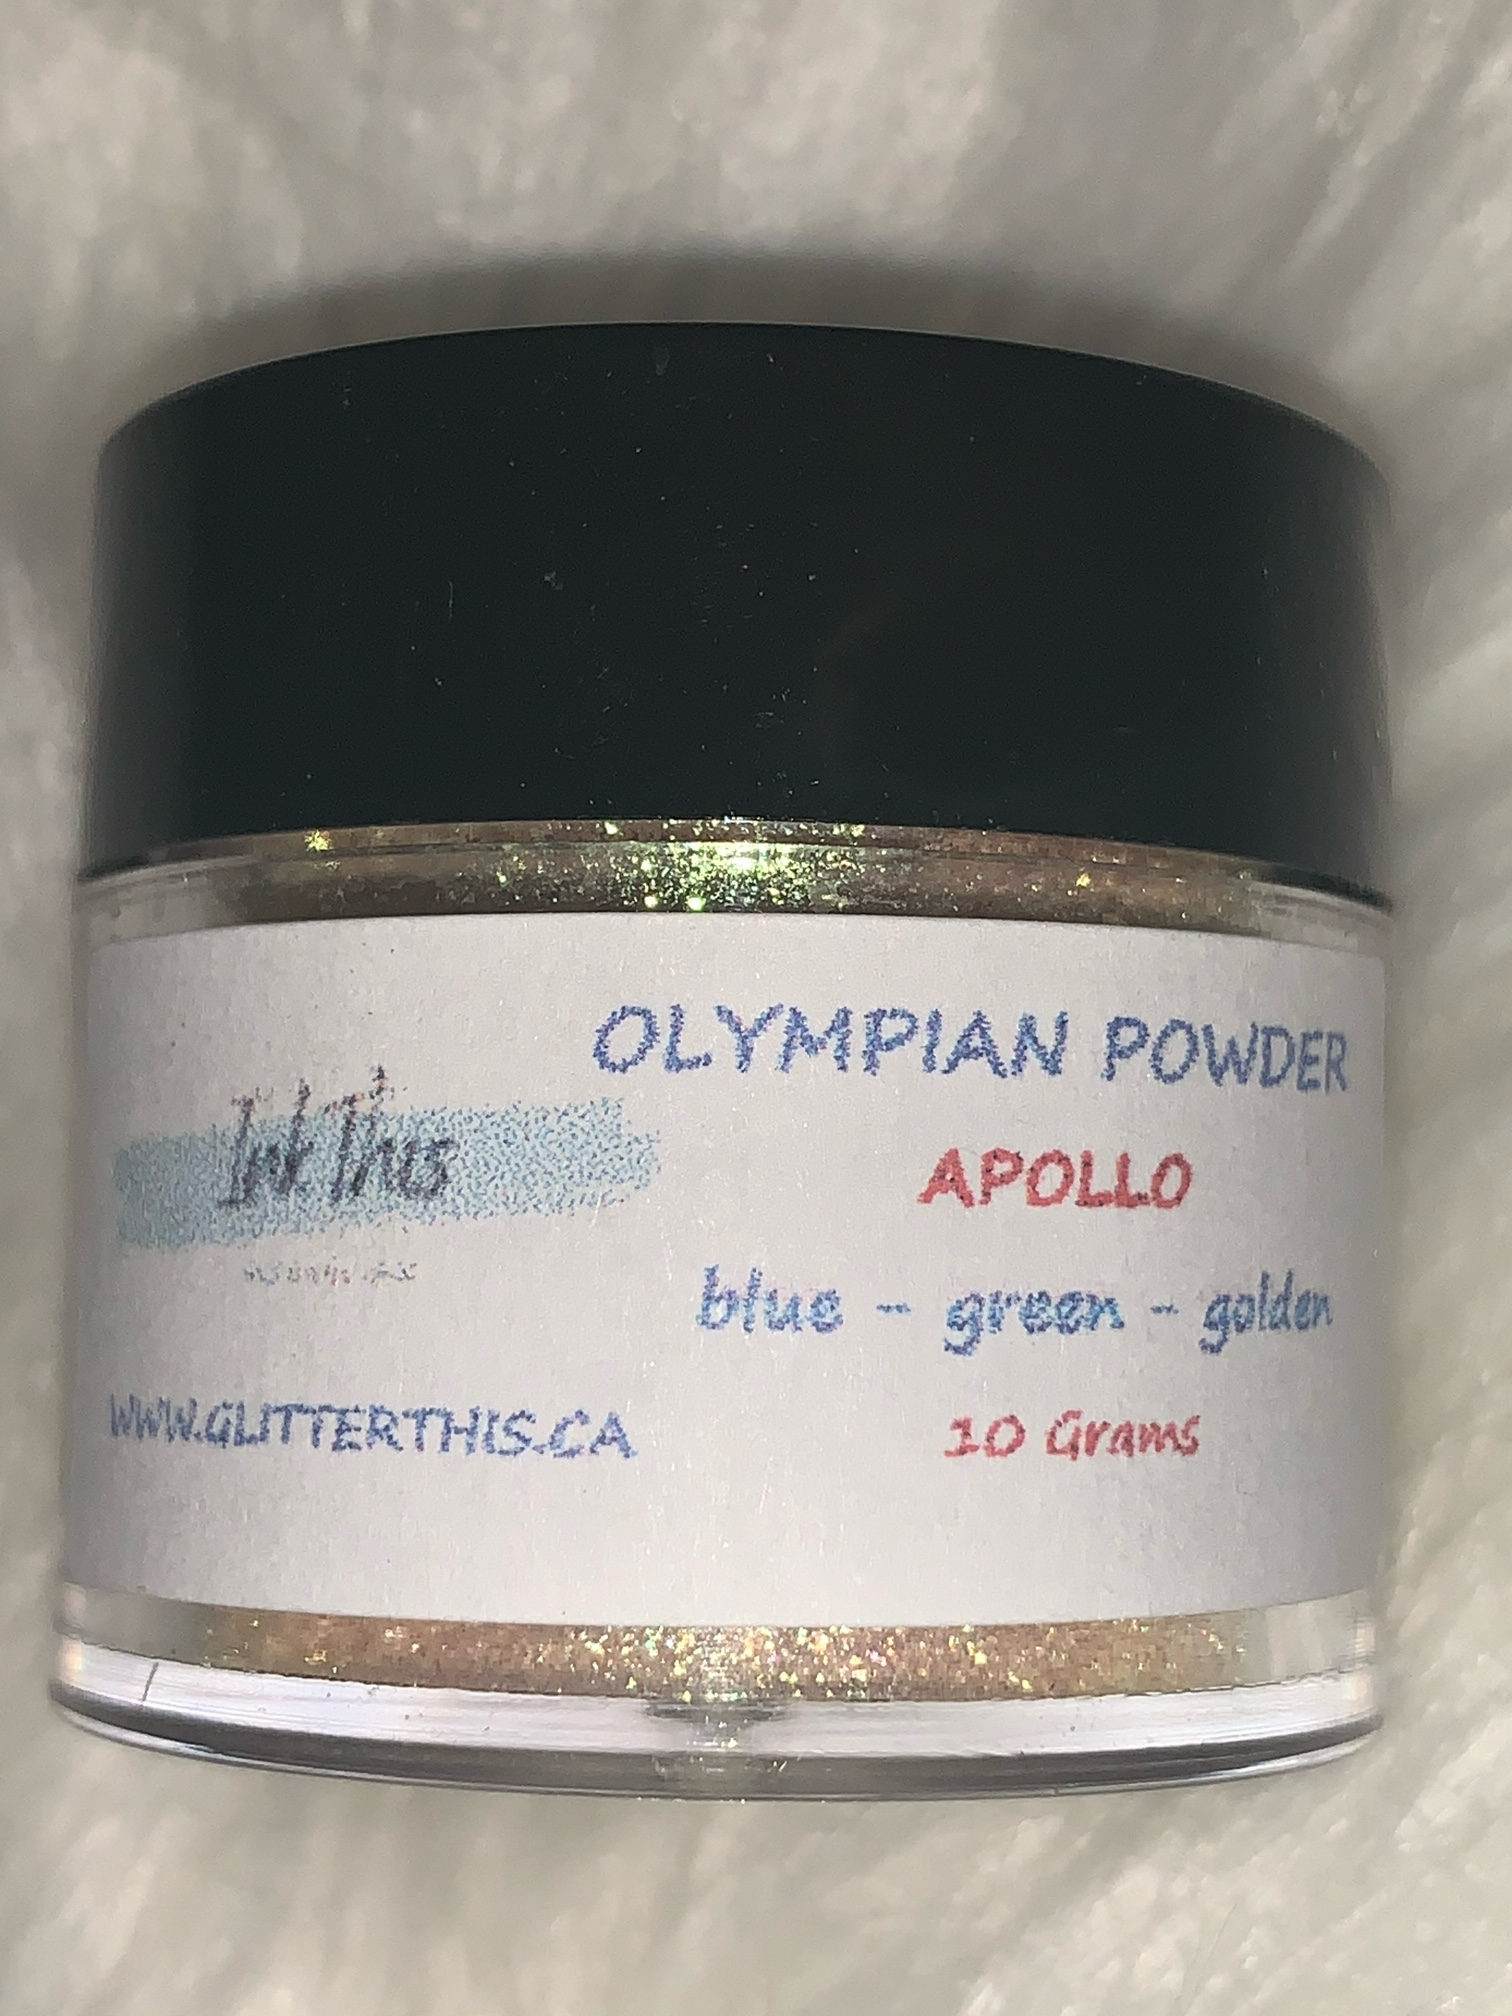 OLYMPIAN POWDER
Ink This
APOLLO
blue - green - golden
WWW.GLITTERTHIS.CA
10 Grams